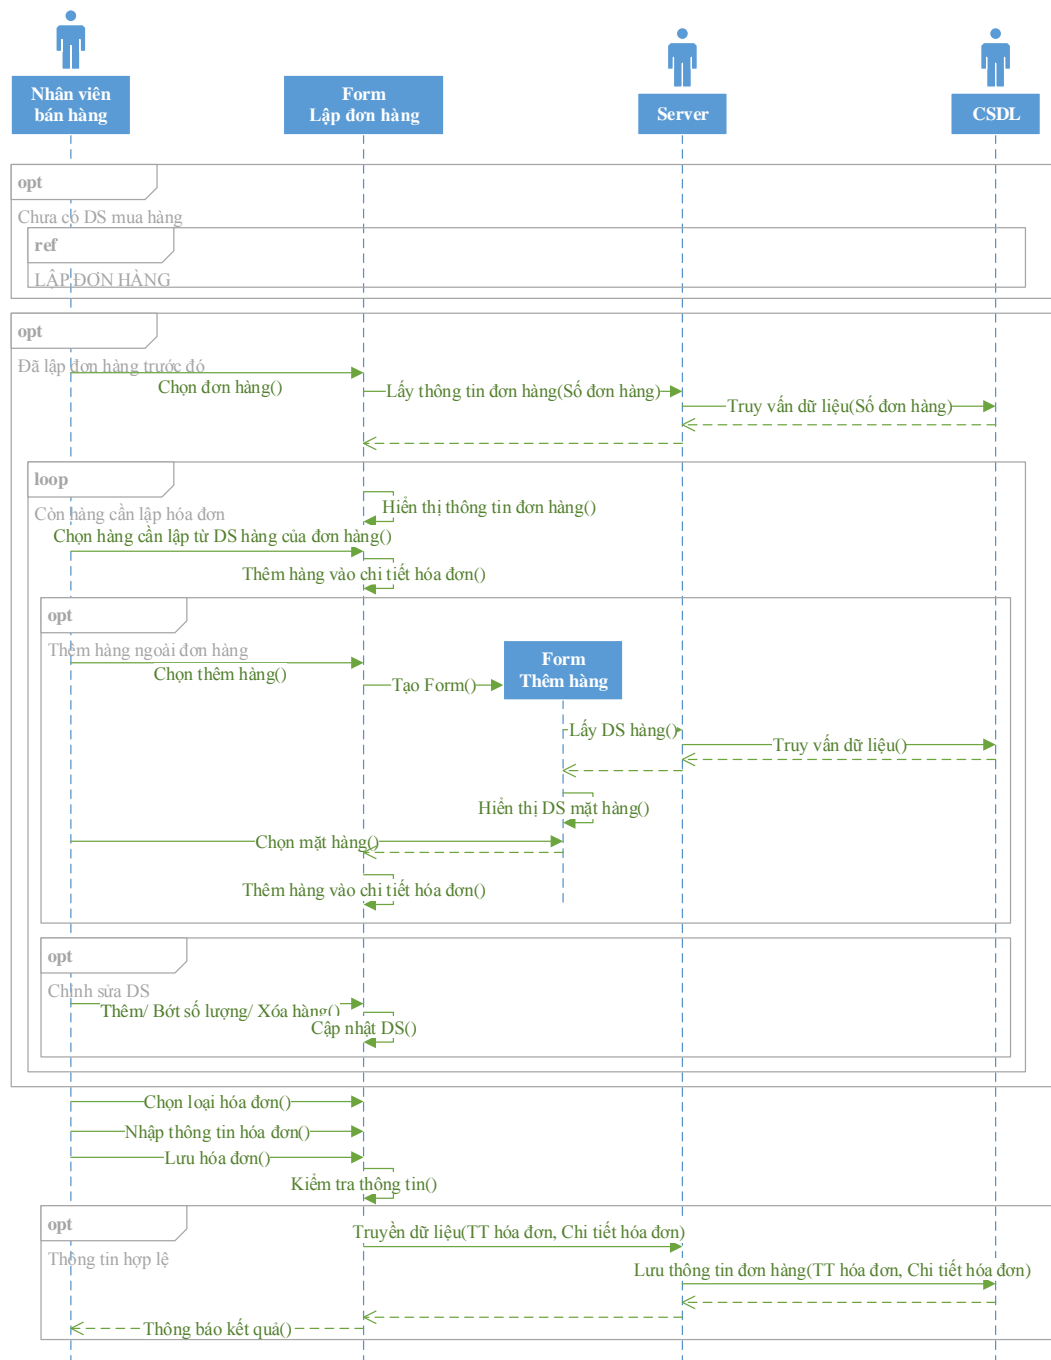 Nhân viên
bán hàng
Form
Lập đơn hàng
Server
CSDL
opt
Chưa có DS mua hàng
ref
LẬP ĐƠN HÀNG
opt
Đã lập đơn hàng trước đó
Chọn đơn hàng()
Lấy thông tin đơn hàng(Số đơn hàng)
Truy vấn dữ liệu(Số đơn hàng)
loop
Còn hàng cần lập hóa đơn
Hiển thị thông tin đơn hàng()
Chọn hàng cần lập từ DS hàng của đơn hàng()
Thêm hàng vào chi tiết hóa đơn()
opt
Thêm hàng ngoài đơn hàng
Chọn thêm hàng()
Form
Thêm hàng
Tạo Form()
Lấy DS hàng()
Truy vấn dữ liệu()
Hiển thị DS mặt hàng()
Chọn mặt hàng()
Thêm hàng vào chi tiết hóa đơn()
opt
Chỉnh sửa DS
Thêm/ Bớt số lượng/ Xóa hàng()
Cập nhật DS()
Chọn loại hóa đơn()
Nhập thông tin hóa đơn()
Lưu hóa đơn()
Kiểm tra thông tin()
opt
Thông tin hợp lệ
Truyền dữ liệu(TT hóa đơn, Chi tiết hóa đơn)
Lưu thông tin đơn hàng(TT hóa đơn, Chi tiết hóa đơn)
Thông báo kết quả()